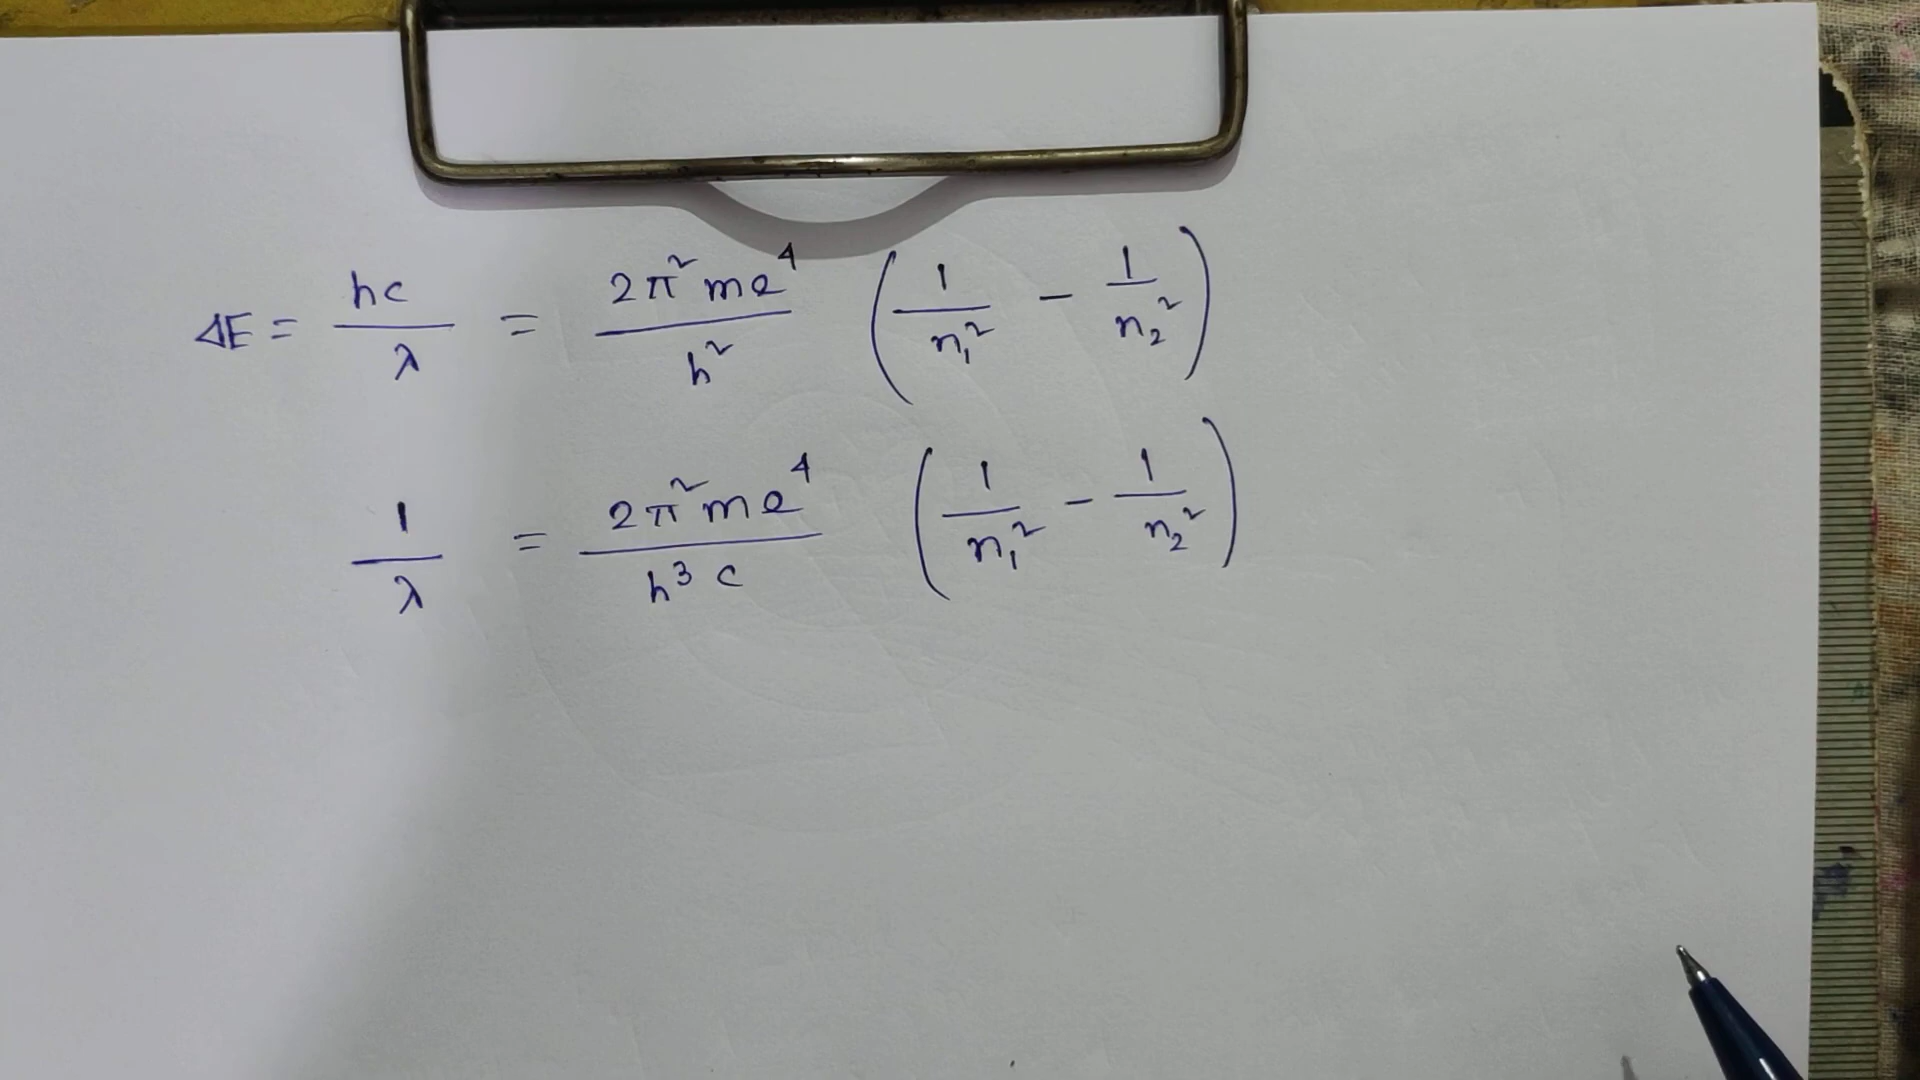 ΔE = hc/λ = 2π²me⁴/h² (1/n₁² - 1/n₂²)
1/λ = 2π²me⁴/h³c (1/n₁² - 1/n₂²)